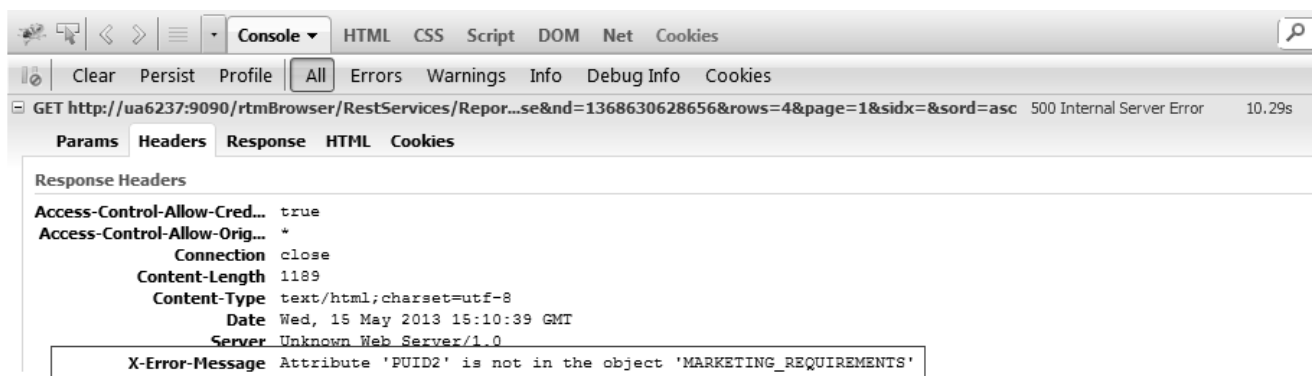 Console HTML CSS Script DOM Net Cookies
Clear Persist Profile All Errors Warnings Info Debug Info Cookies
GET http://ua6237:9090/rtmBrowser/RestServices/Repor...se&nd=1368630628656&rows=4&page=1&sidx=&sord=asc 500 Internal Server Error 10.29s
Params Headers Response HTML Cookies
Response Headers
Access-Control-Allow-Cred... true
Access-Control-Allow-Orig... *
Connection close
Content-Length 1189
Content-Type text/html;charset=utf-8
Date Wed, 15 May 2013 15:10:39 GMT
Server Unknown Web Server/1.0
X-Error-Message Attribute 'PUID2' is not in the object 'MARKETING_REQUIREMENTS'